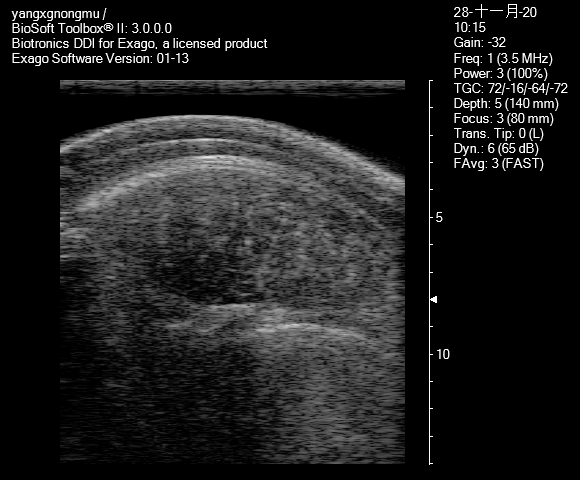 yangxgnongmu /
BioSoft Toolbox® II: 3.0.0.0
Biotronics DDI for Exago, a licensed product
Exago Software Version: 01-13
28-十一月-20
10:15
Gain: -32
Freq: 1 (3.5 MHz)
Power: 3 (100%)
TGC: 72/-16/-64/-72
Depth: 5 (140 mm)
Focus: 3 (80 mm)
Trans. Tip: 0 (L)
Dyn.: 6 (65 dB)
FAvg: 3 (FAST)
5
10